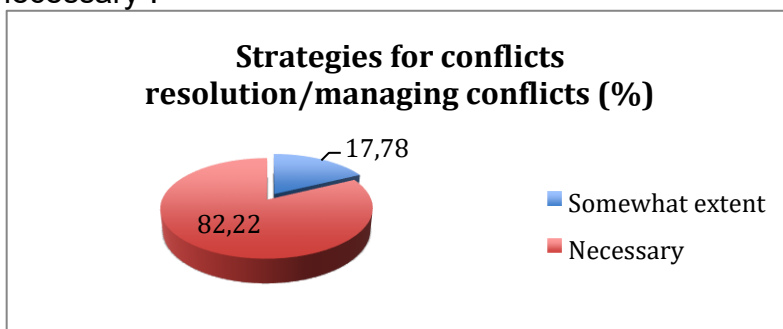 Strategies for conflicts
resolution/managing conflicts (%)
17,78
82,22
Somewhat extent
Necessary